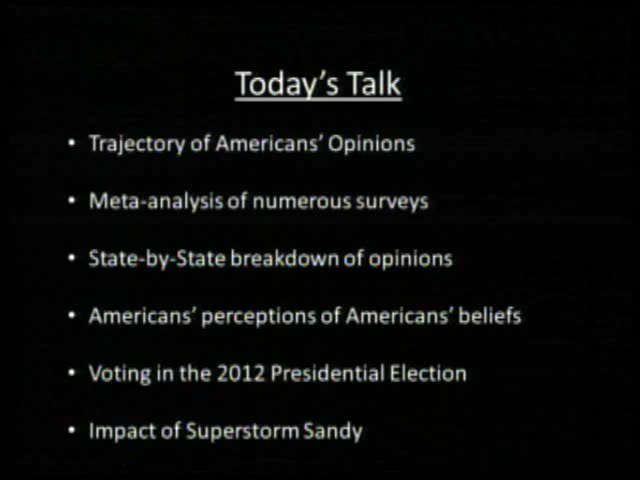 Today's Talk
• Trajectory of Americans' Opinions
• Meta-analysis of numerous surveys
• State-by-State breakdown of opinions
• Americans' perceptions of Americans' beliefs
• Voting in the 2012 Presidential Election
• Impact of Superstorm Sandy